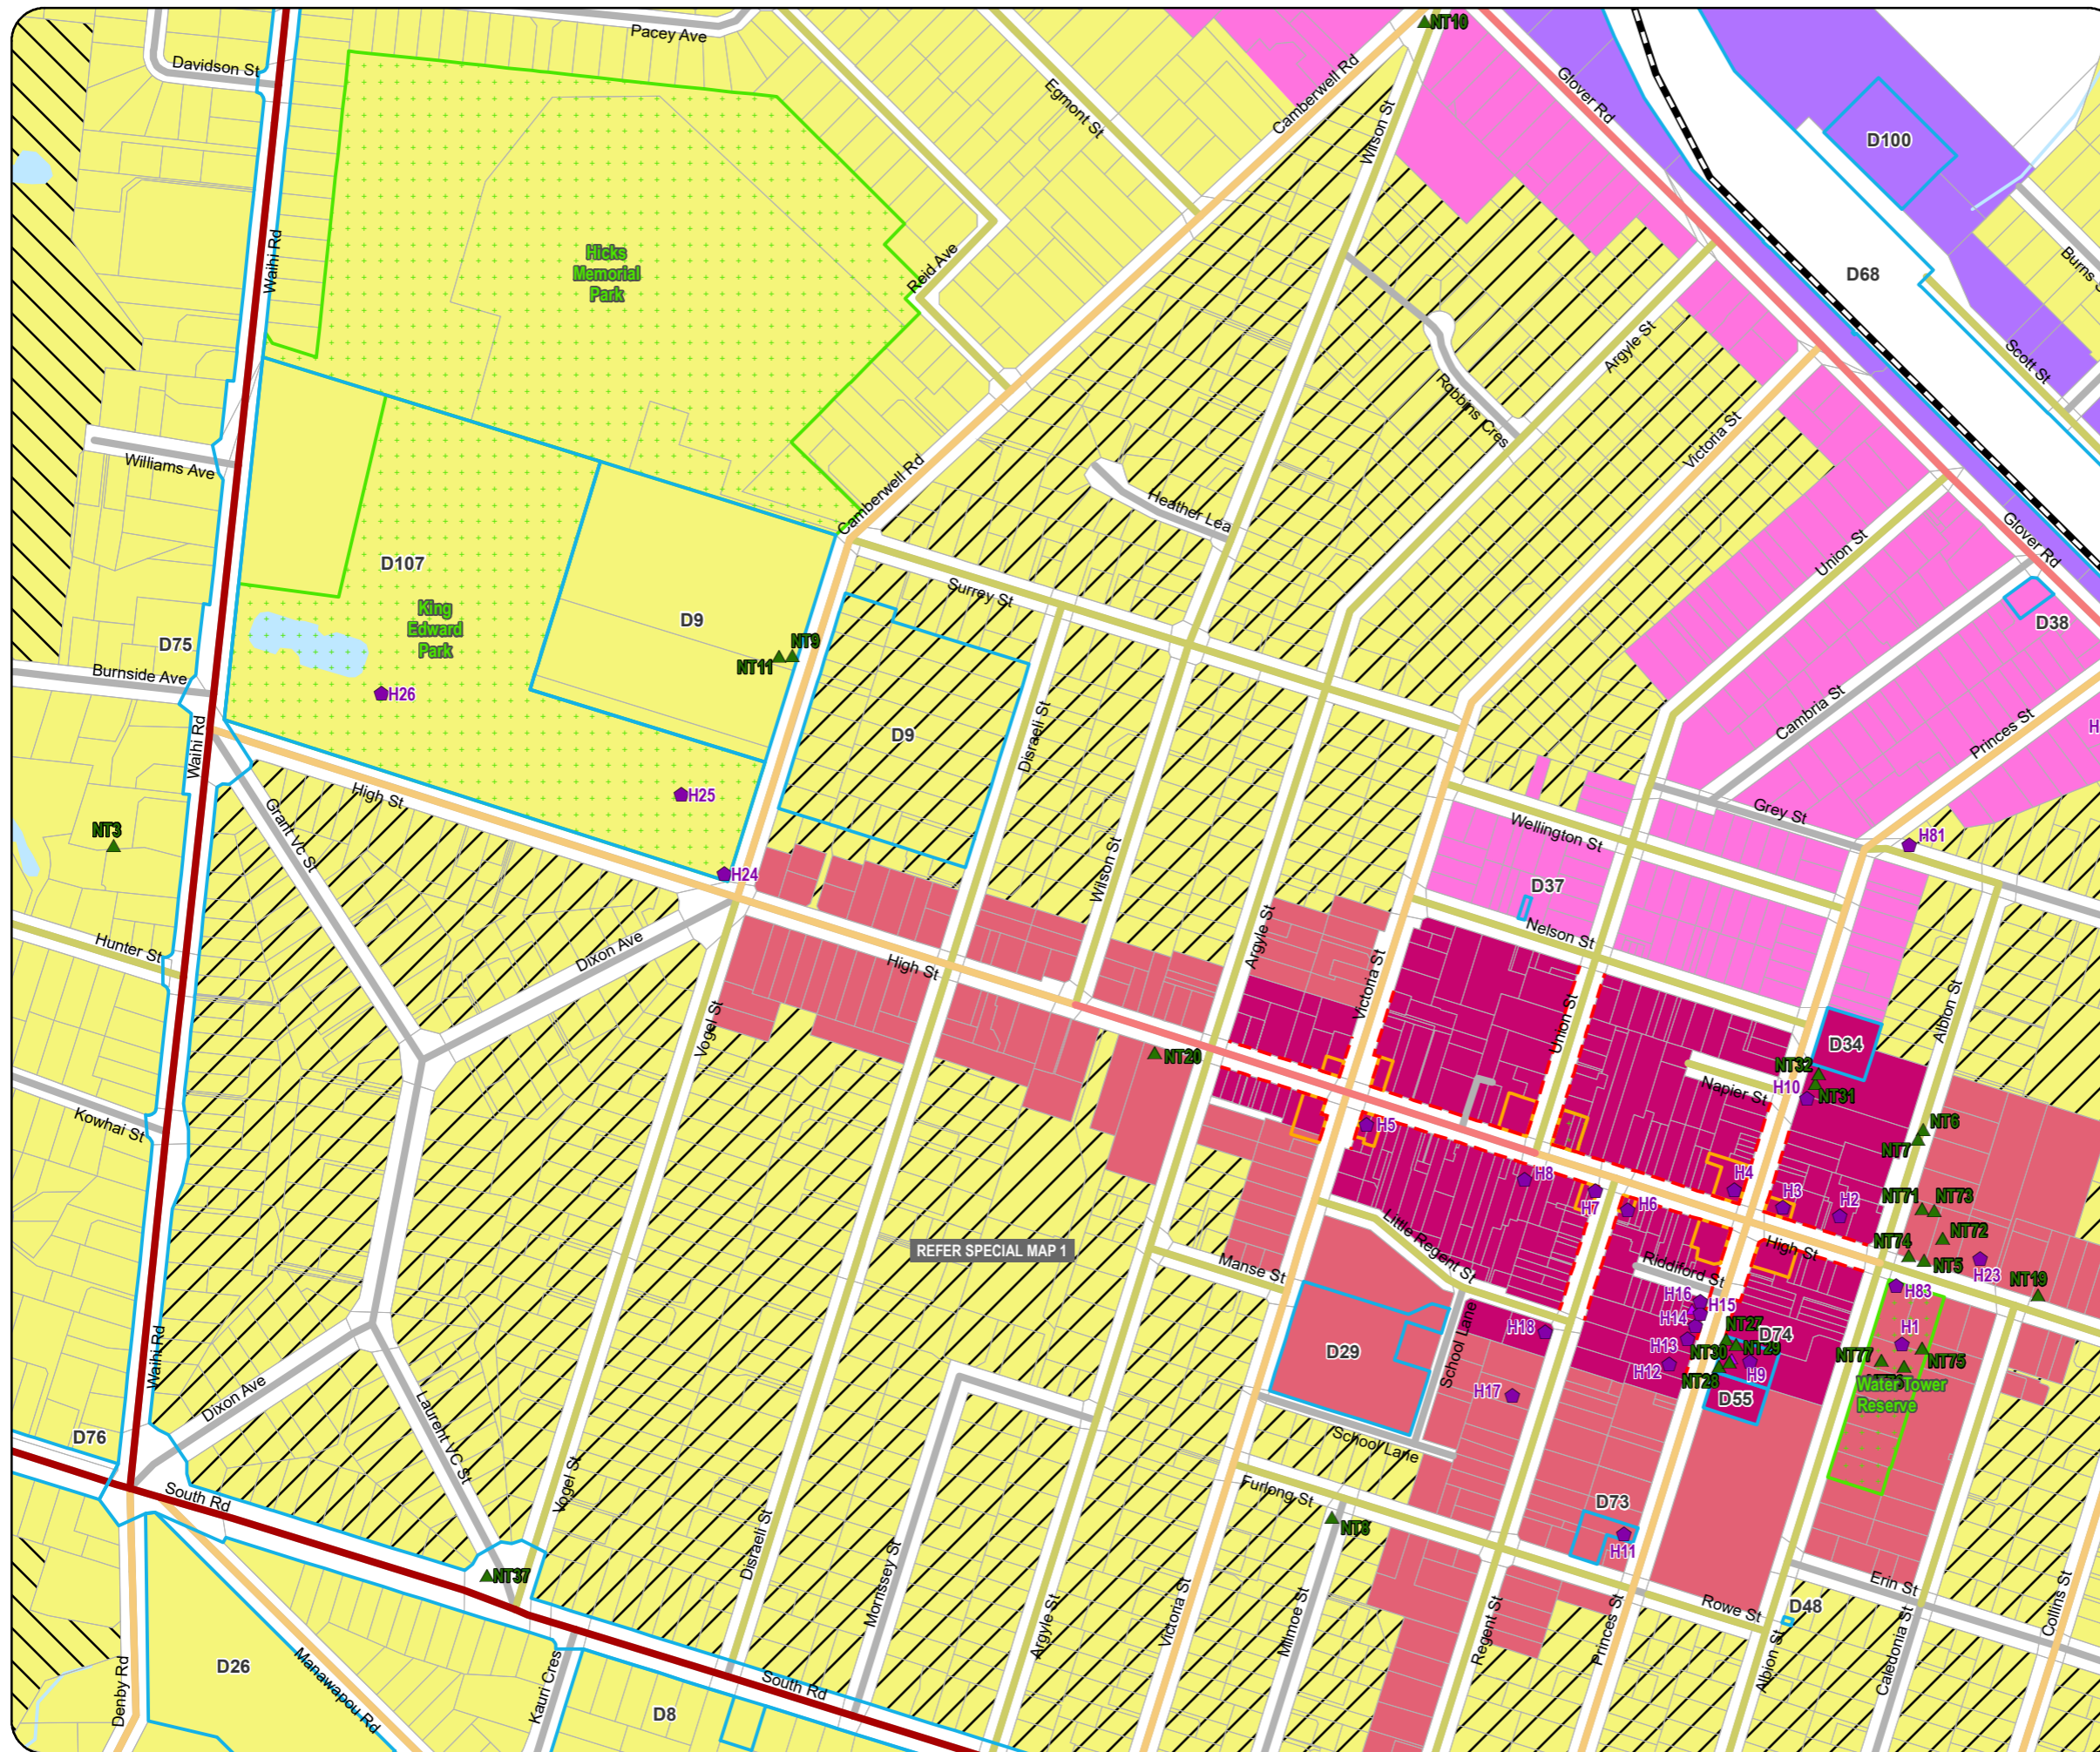 Pacey Ave
NT10
Davidson St
Camberwell Rd
Glover Rd
Egmont St
Wilson St
D100
Waihi Rd
Hicks
Memorial
Park
Reid Ave
D68
Burns
Argyle St
Scott St
Robbins Cres
Victoria St
Williams Ave
Camberwell Rd
Heather Lea
Union St
Glover Rd
D107
Surrey St
King
Edward
Park
D9
D38
D75
NT9
NT11
Burnside Ave
H26
Disraeli St
D9
Cambria St
Princes St
H
Waihi Rd
High St
H25
Grant Vc St
Grey St
Wellington St
NT3
H81
H24
Wilson St
D37
Nelson St
Hunter St
Dixon Ave
High St
Argyle St
Victoria St
Union St
Albion St
Vogel St
D34
NT20
NT32
H10
NT31
Napier St
Kowhai St
H5
NT6
NT7
H8
H4
H7
H6
H3
H2
NT71
NT73
NT72
Little Regent St
High St
NT74
NT5
REFER SPECIAL MAP 1
Manse St
Riddiford St
H23
NT19
H16
H15
H83
H14
H18
NT27
D74
H13
H1
Waihi Rd
D29
School Lane
NT30
NT29
H12
H9
NT28
NT77
NT75
Water Tower
Reserve
H17
D55
Dixon Ave
Laurent VC St
D76
School Lane
South Rd
Vogel St
Furlong St
D73
NT8
H11
Disraeli St
Morrissey St
NT37
Erin St
Argyle St
Victoria St
Millmoe St
Regent St
Princes St
Rowe St
D48
Albion St
Caledonia St
Collins St
D26
Denby Rd
Manawapou Rd
Kauri Cres
South Rd
D8